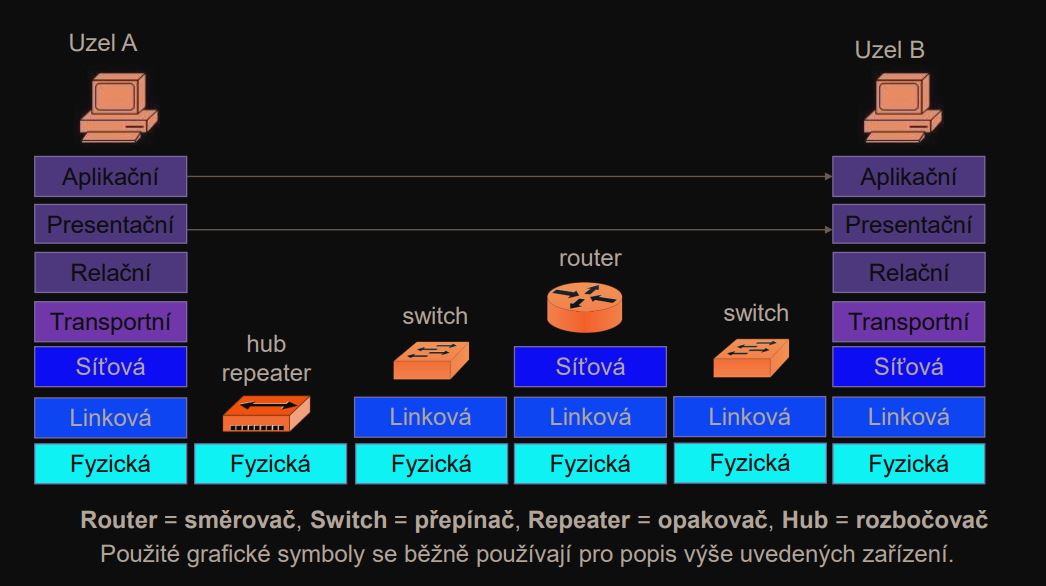 Uzel A
Uzel B
Aplikační
Aplikační
Presentační
Presentační
Relační
router
Relační
Transportní
switch
switch
Transportní
hub
repeater
Síťová
Síťová
Síťová
Linková
Linková
Linková
Linková
Linková
Fyzická
Fyzická
Fyzická
Fyzická
Fyzická
Fyzická
Router = směrovač, Switch = přepínač, Repeater = opakovač, Hub = rozbočovač
Použité grafické symboly se běžně používají pro popis výše uvedených zařízení.